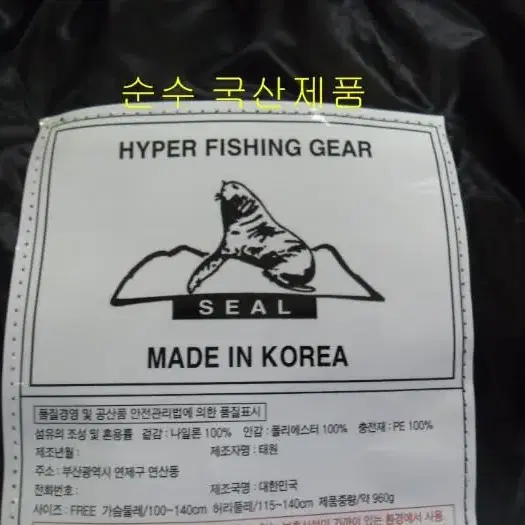 순수 국산제품
HYPER FISHING GEAR
SEAL
MADE IN KOREA
품질경영 및 공산품 안전관리법에 의한 품질표시
섬유의 조성 및 혼용률 겉감 : 나일론 100% 안감 : 폴리에스터 100% 충전재 : PE 100%
제조년월 : 제조자명 : 태원
주소 : 부산광역시 연제구 연산동
전화번호 : 제조국명 : 대한민국
사이즈 : FREE 가슴둘레/100~140cm 허리둘레/115~140cm 제품중량/약 960g
환경에서 사용